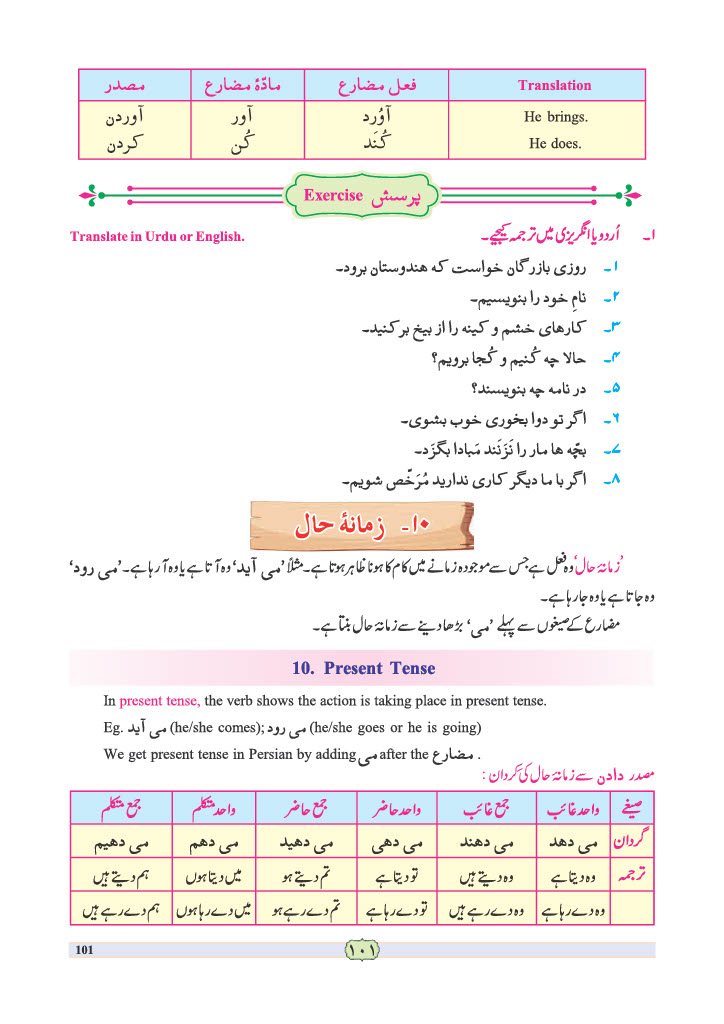 مصدر مادّۀ مضارع فعل مضارع Translation
آوردن آور آوُرد He brings.
کردن کُن کُنَد He does.
پرسش Exercise
۱۔ اُردو یا انگریزی میں ترجمہ کیجیے۔ Translate in Urdu or English.
۱۔ روزی بازرگان خواست که هندوستان برود۔
۲۔ نامِ خود را بنویسیم۔
۳۔ کارهای خشم و کینه را از بیخ برکنید۔
۴۔ حالا چه کُنیم و کُجا برویم؟
۵۔ در نامه چه بنویسند؟
۶۔ اگر تو دوا بخوری خوب بشوی۔
۷۔ بچّه ها مار را نَزَنَند مَبادا بگزَد۔
۸۔ اگر با ما دیگر کاری ندارید مُرَخّص شویم۔
۱۰۔ زمانۀ حال
'زمانۂ حال' وہ فعل ہے جس سے موجودہ زمانے میں کام کا ہونا ظاہر ہوتا ہے۔ مثلاً 'می آید' وہ آتا ہے یا وہ آ رہا ہے۔ 'می رود'
وہ جاتا ہے یا وہ جا رہا ہے۔
مضارع کے صیغوں سے پہلے 'می' بڑھا دینے سے زمانۂ حال بنتا ہے۔
10. Present Tense
In present tense, the verb shows the action is taking place in present tense.
Eg. می آید (he/she comes); می رود (he/she goes or he is going)
We get present tense in Persian by adding می after the مضارع .
مصدر دادن سے زمانۂ حال کی گردان :
صیغے واحد غائب جمع غائب واحد حاضر جمع حاضر واحد متکلم جمع متکلم
گردان می دهد می دهند می دهی می دهید می دهم می دهیم
ترجمہ وہ دیتا ہے وہ دیتے ہیں تو دیتا ہے تم دیتے ہو میں دیتا ہوں ہم دیتے ہیں
وہ دے رہا ہے وہ دے رہے ہیں تو دے رہا ہے تم دے رہے ہو میں دے رہا ہوں ہم دے رہے ہیں
101 ۱۰۱